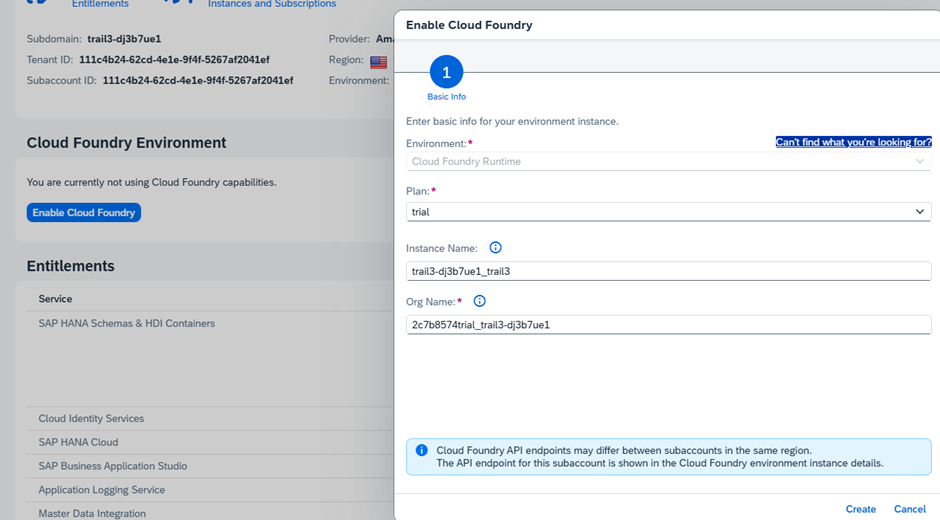 Entitlements
Instances and Subscriptions
Subdomain: trail3-dj3b7ue1
Provider: Ama
Tenant ID: 111c4b24-62cd-4e1e-9f4f-5267af2041ef
Region:
Subaccount ID: 111c4b24-62cd-4e1e-9f4f-5267af2041ef
Environment:
Cloud Foundry Environment
You are currently not using Cloud Foundry capabilities.
Enable Cloud Foundry
Entitlements
Service
SAP HANA Schemas & HDI Containers
Cloud Identity Services
SAP HANA Cloud
SAP Business Application Studio
Application Logging Service
Master Data Integration
Enable Cloud Foundry
1
Basic Info
Enter basic info for your environment instance.
Environment:*
Can't find what you're looking for?
Cloud Foundry Runtime
Plan:*
trial
Instance Name:
trail3-dj3b7ue1_trail3
Org Name:*
2c7b8574trial_trail3-dj3b7ue1
Cloud Foundry API endpoints may differ between subaccounts in the same region.
The API endpoint for this subaccount is shown in the Cloud Foundry environment instance details.
Create
Cancel